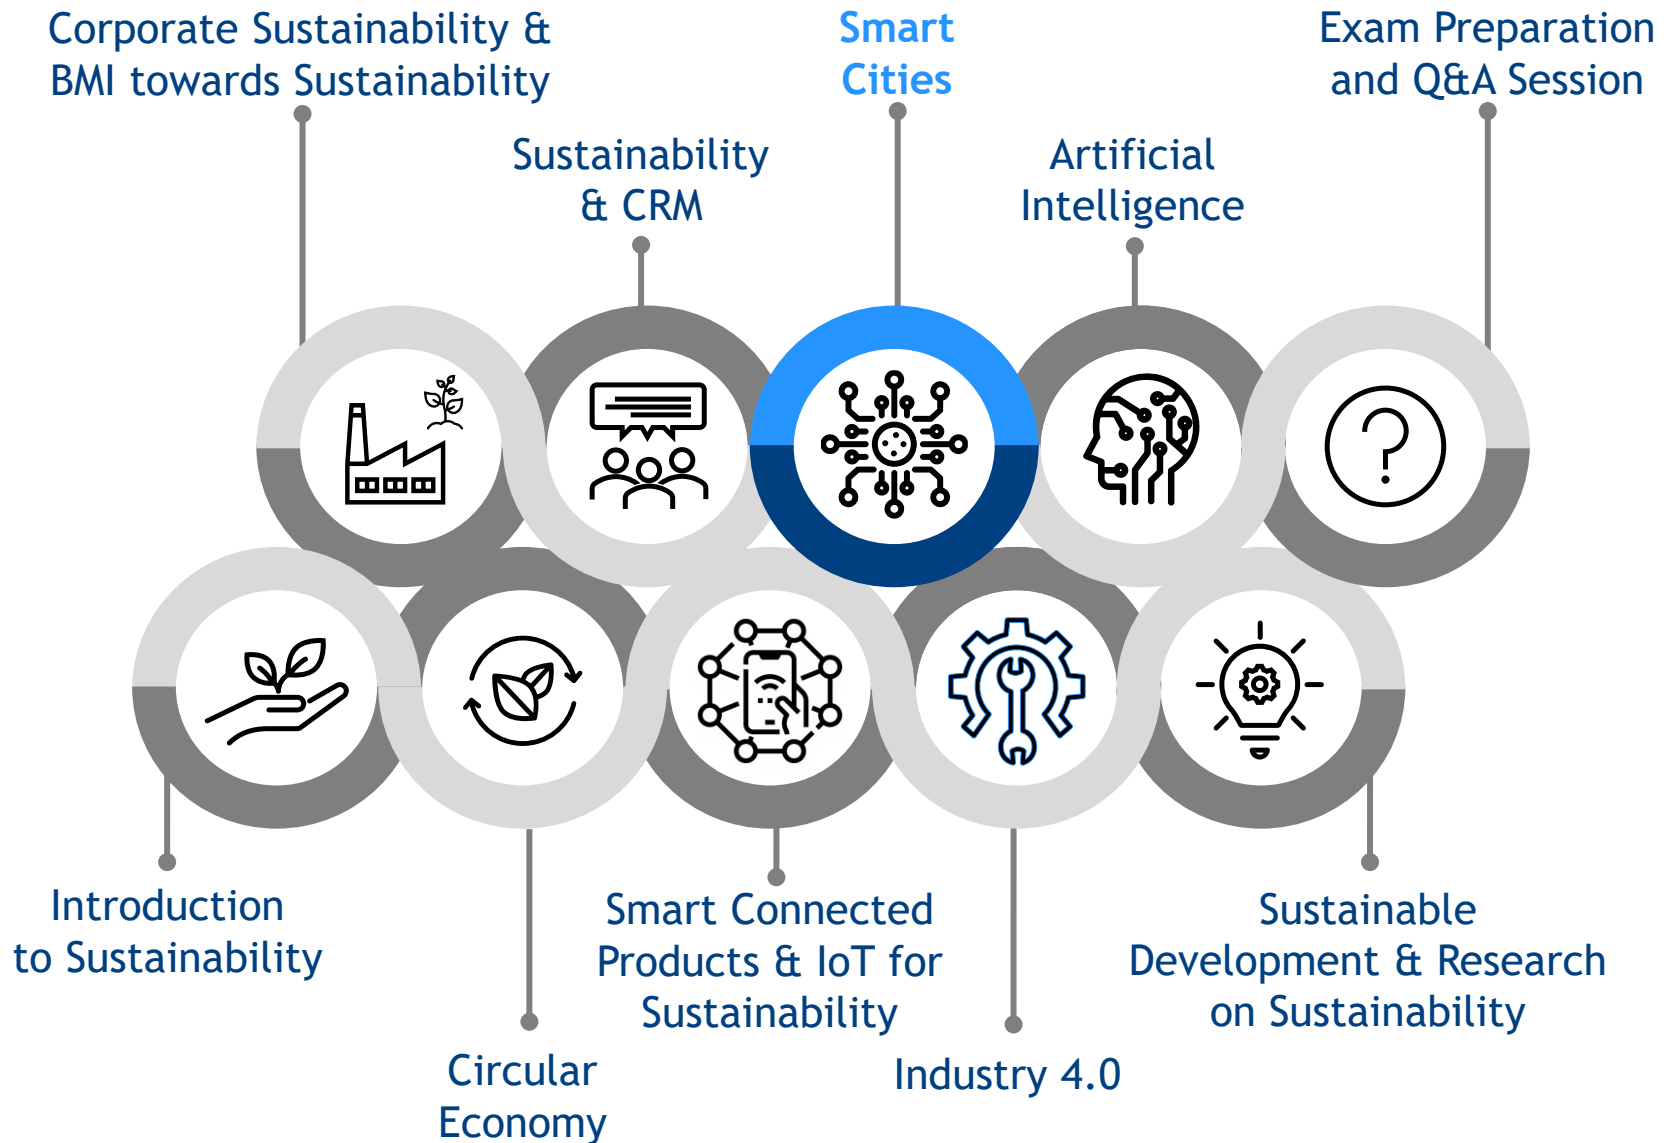 Corporate Sustainability &
BMI towards Sustainability
Smart
Cities
Exam Preparation
and Q&A Session
Sustainability
& CRM
Artificial
Intelligence
Introduction
to Sustainability
Smart Connected
Products & IoT for
Sustainability
Sustainable
Development & Research
on Sustainability
Circular
Economy
Industry 4.0